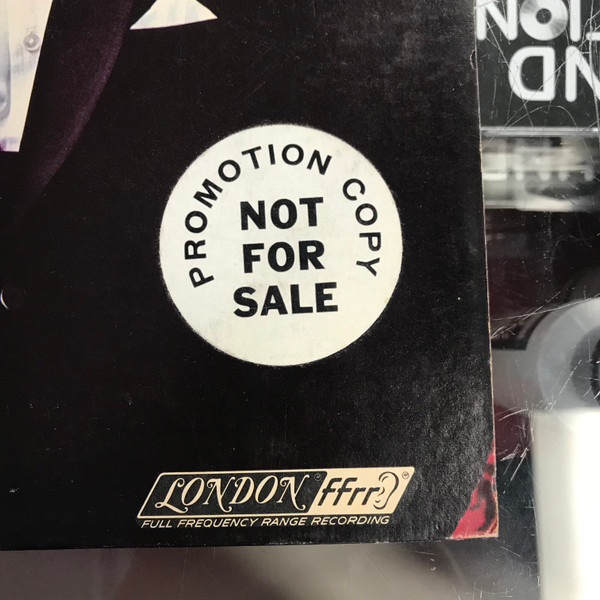 PROMOTION COPY
NOT
FOR
SALE
LONDON ffrr
FULL FREQUENCY RANGE RECORDING